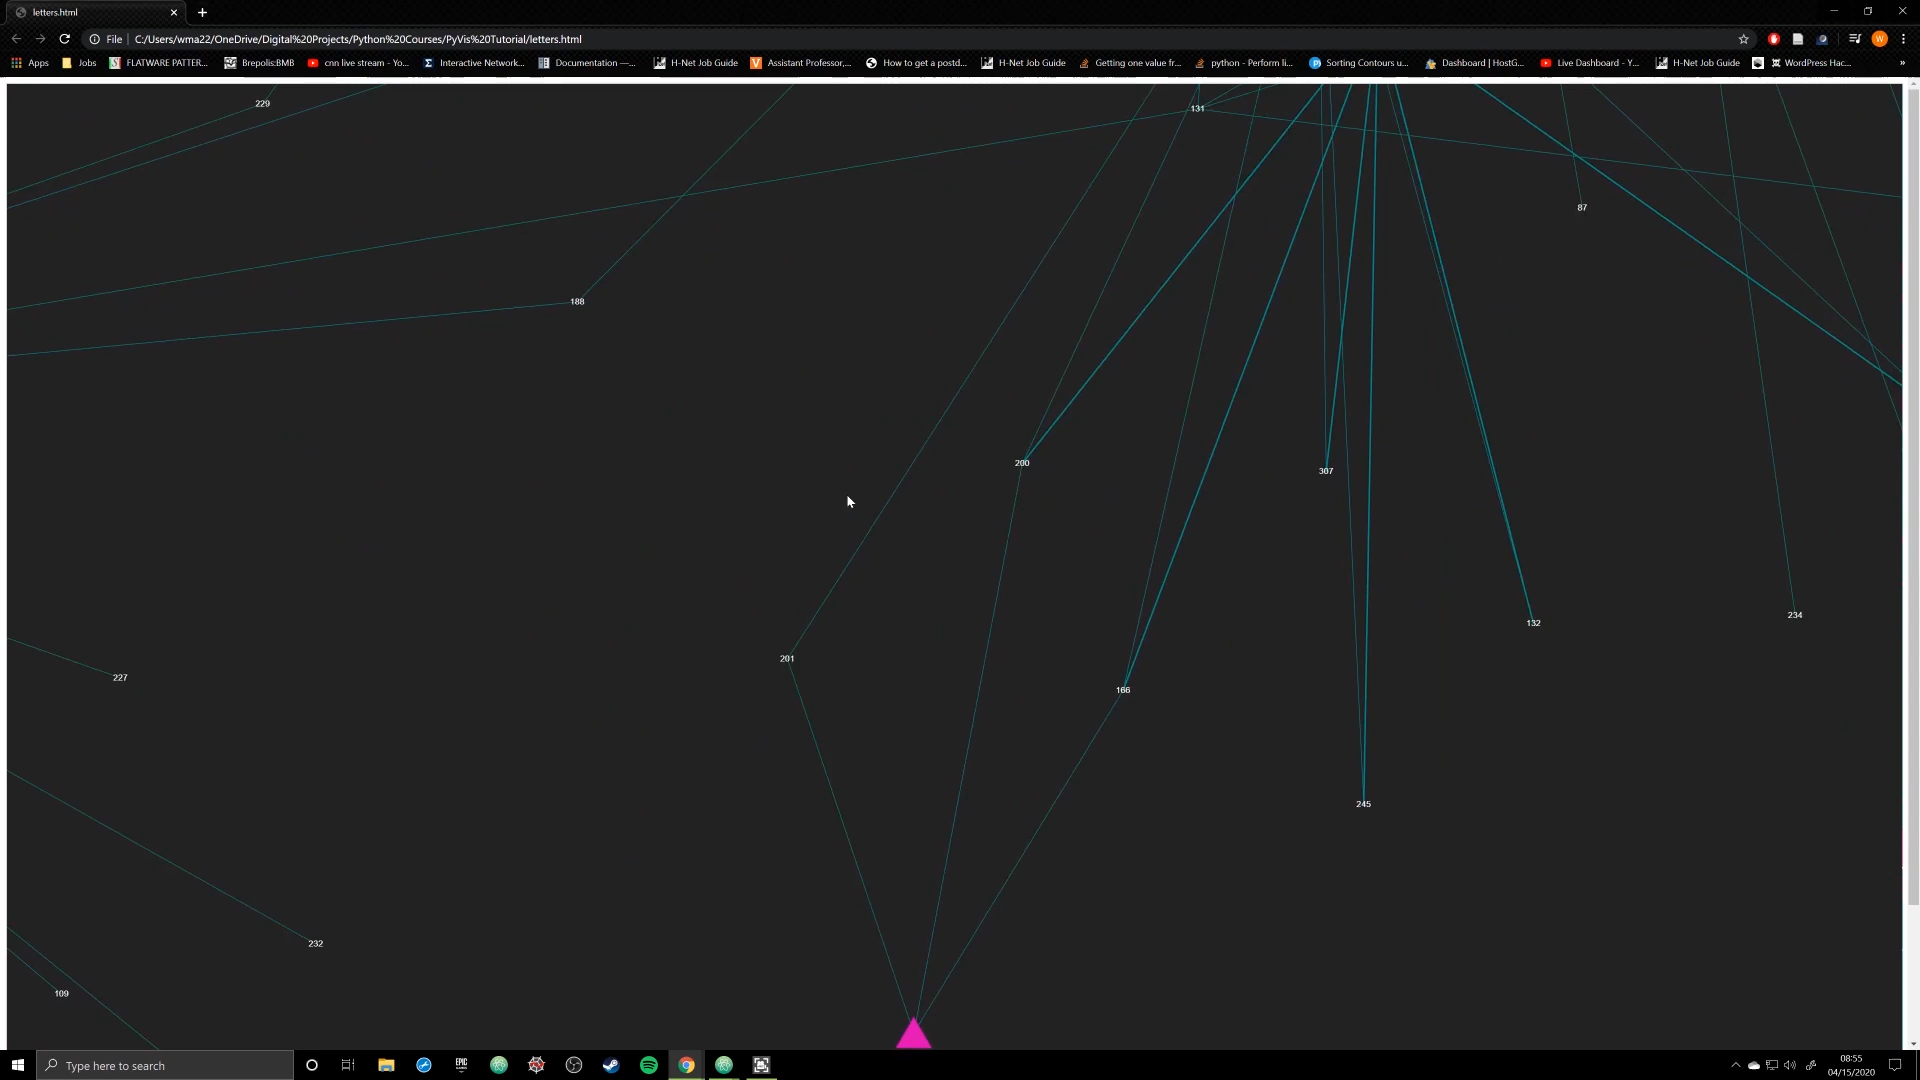 letters.html
File C:/Users/wma22/OneDrive/Digital%20Projects/Python%20Courses/PyVis%20Tutorial/letters.html
W
Apps Jobs FLATWARE PATTER... Brepolis:BMB cnn live stream - Yo... Interactive Network... Documentation —... H-Net Job Guide Assistant Professor,... How to get a postd... H-Net Job Guide Getting one value fr... python - Perform li... Sorting Contours u... Dashboard | HostG... Live Dashboard - Y... H-Net Job Guide WordPress Hac... »
229
131
87
188
200
307
234
132
201
227
166
245
232
109
Type here to search
EPIC
GAMES
08:55
04/15/2020